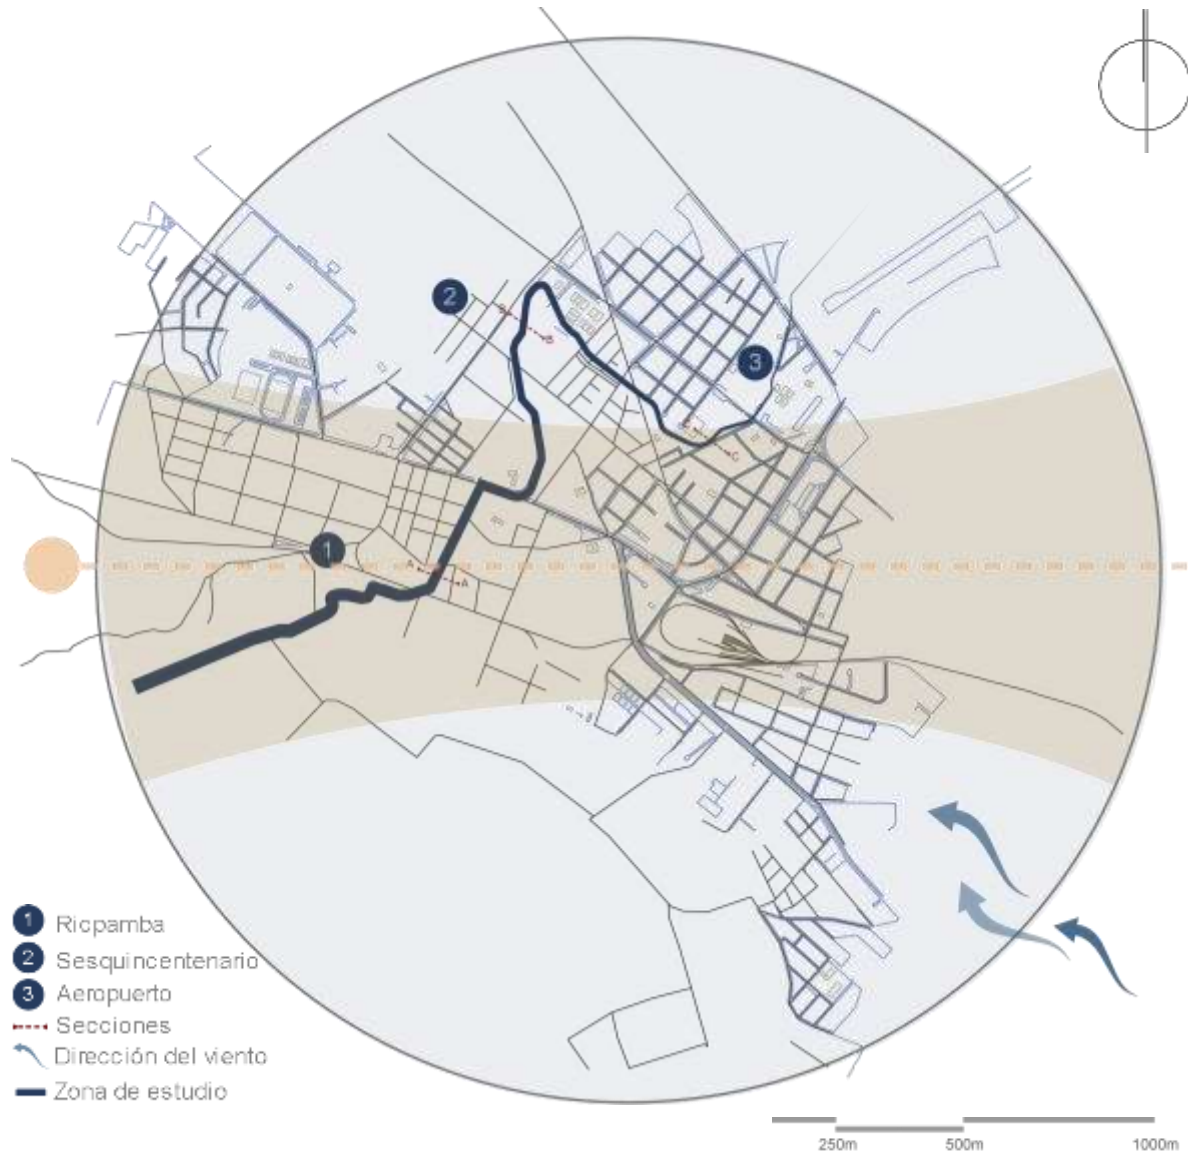 2
3
1
A
A
B
C
C
B
1 Ricpamba
2 Sesquincentenario
3 Aeropuerto
Secciones
Dirección del viento
Zona de estudio
250m 500m 1000m